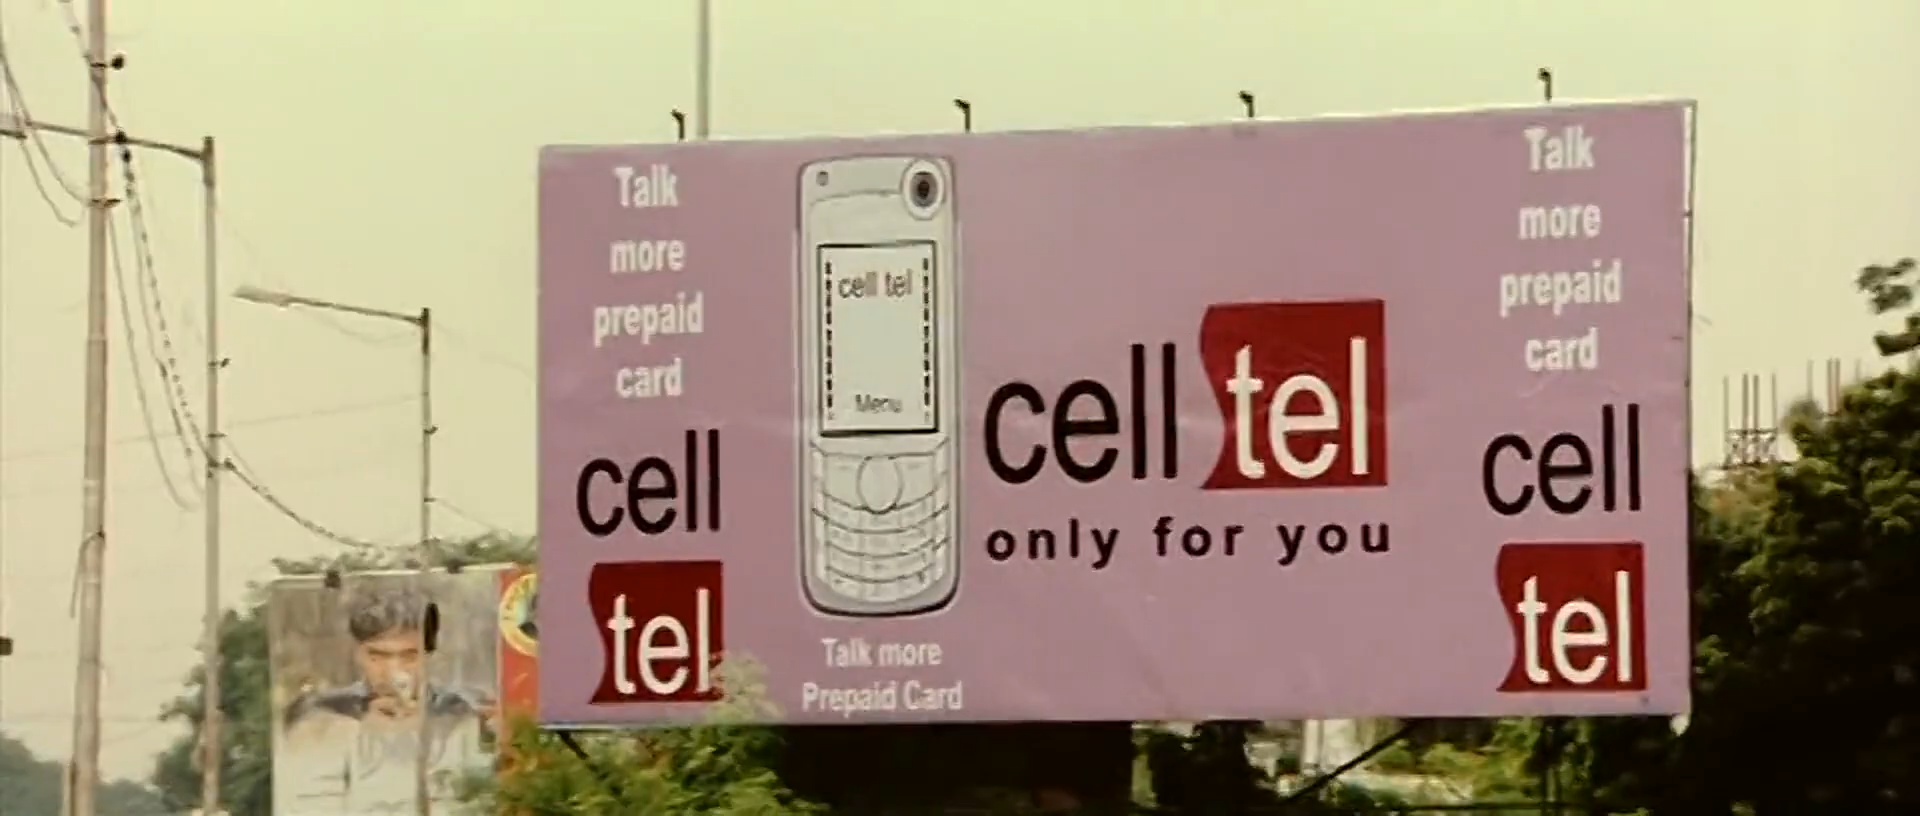 Talk
more
prepaid
card
cell
tel
cell tel
Menu
Talk more
Prepaid Card
cell tel
only for you
Talk
more
prepaid
card
cell
tel